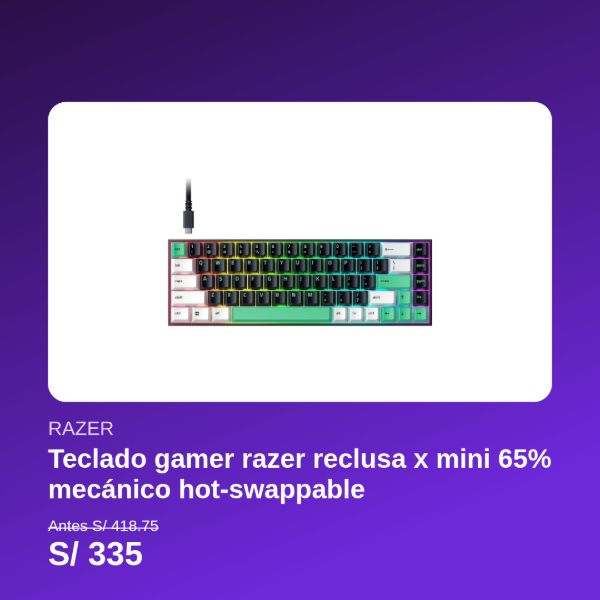 RAZER
Teclado gamer razer reclusa x mini 65%
mecánico hot-swappable
Antes S/ 418.75
S/ 335